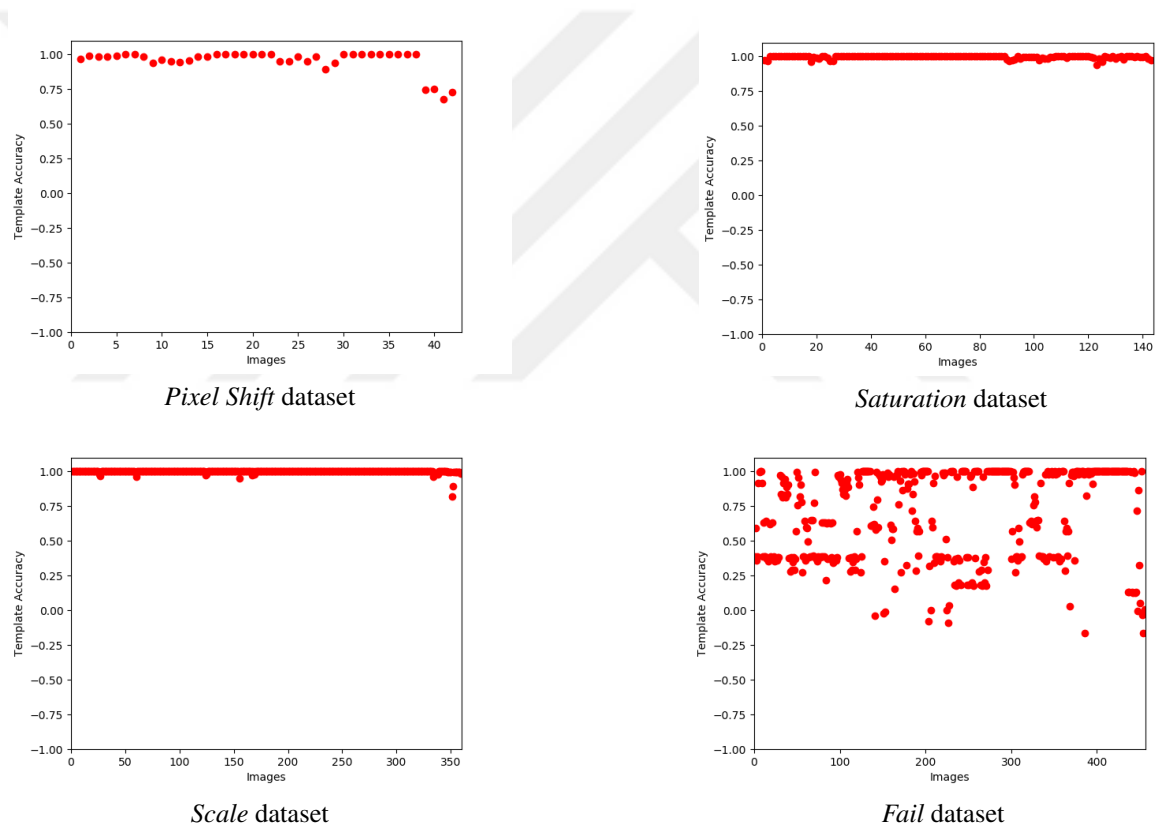 1.00
0.75
0.50
0.25
0.00
−0.25
−0.50
−0.75
−1.00
Template Accuracy
0 5 10 15 20 25 30 35 40
Images
Pixel Shift dataset
1.00
0.75
0.50
0.25
0.00
−0.25
−0.50
−0.75
−1.00
Template Accuracy
0 20 40 60 80 100 120 140
Images
Saturation dataset
1.00
0.75
0.50
0.25
0.00
−0.25
−0.50
−0.75
−1.00
Template Accuracy
0 50 100 150 200 250 300 350
Images
Scale dataset
1.00
0.75
0.50
0.25
0.00
−0.25
−0.50
−0.75
−1.00
Template Accuracy
0 100 200 300 400
Images
Fail dataset